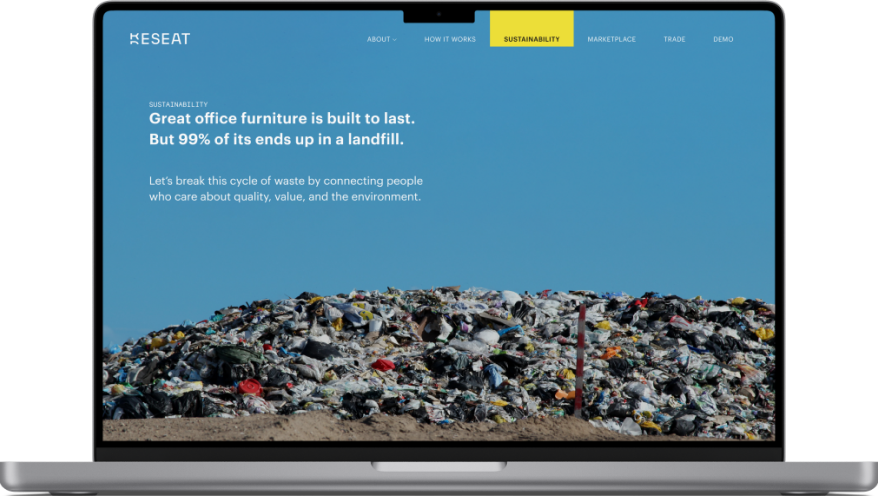 RESEAT
ABOUT
HOW IT WORKS
SUSTAINABILITY
MARKETPLACE
TRADE
DEMO
SUSTAINABILITY
Great office furniture is built to last.
But 99% of its ends up in a landfill.
Let’s break this cycle of waste by connecting people
who care about quality, value, and the environment.